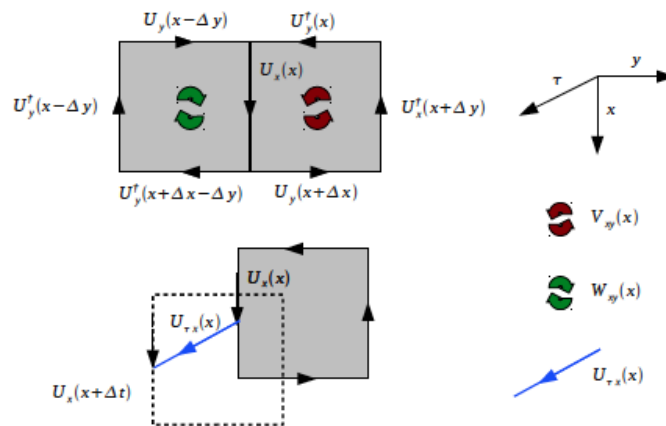 U_y(x−Δy)
U_y^†(x)
U_x(x)
U_y^†(x−Δy)
U_x^†(x+Δy)
U_y^†(x+Δx−Δy)
U_y(x+Δx)
τ
y
x
V_xy(x)
W_xy(x)
U_x(x)
U_τx(x)
U_x(x+Δt)
U_τx(x)